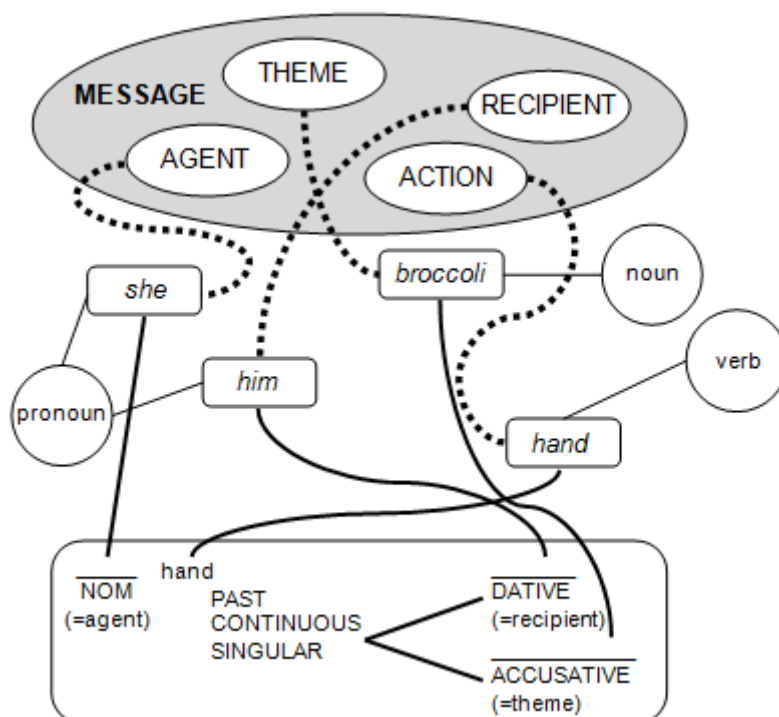 THEME
MESSAGE
RECIPIENT
AGENT
ACTION
she
broccoli
noun
him
verb
pronoun
hand
NOM
(=agent)
hand
PAST
CONTINUOUS
SINGULAR
DATIVE
(=recipient)
ACCUSATIVE
(=theme)